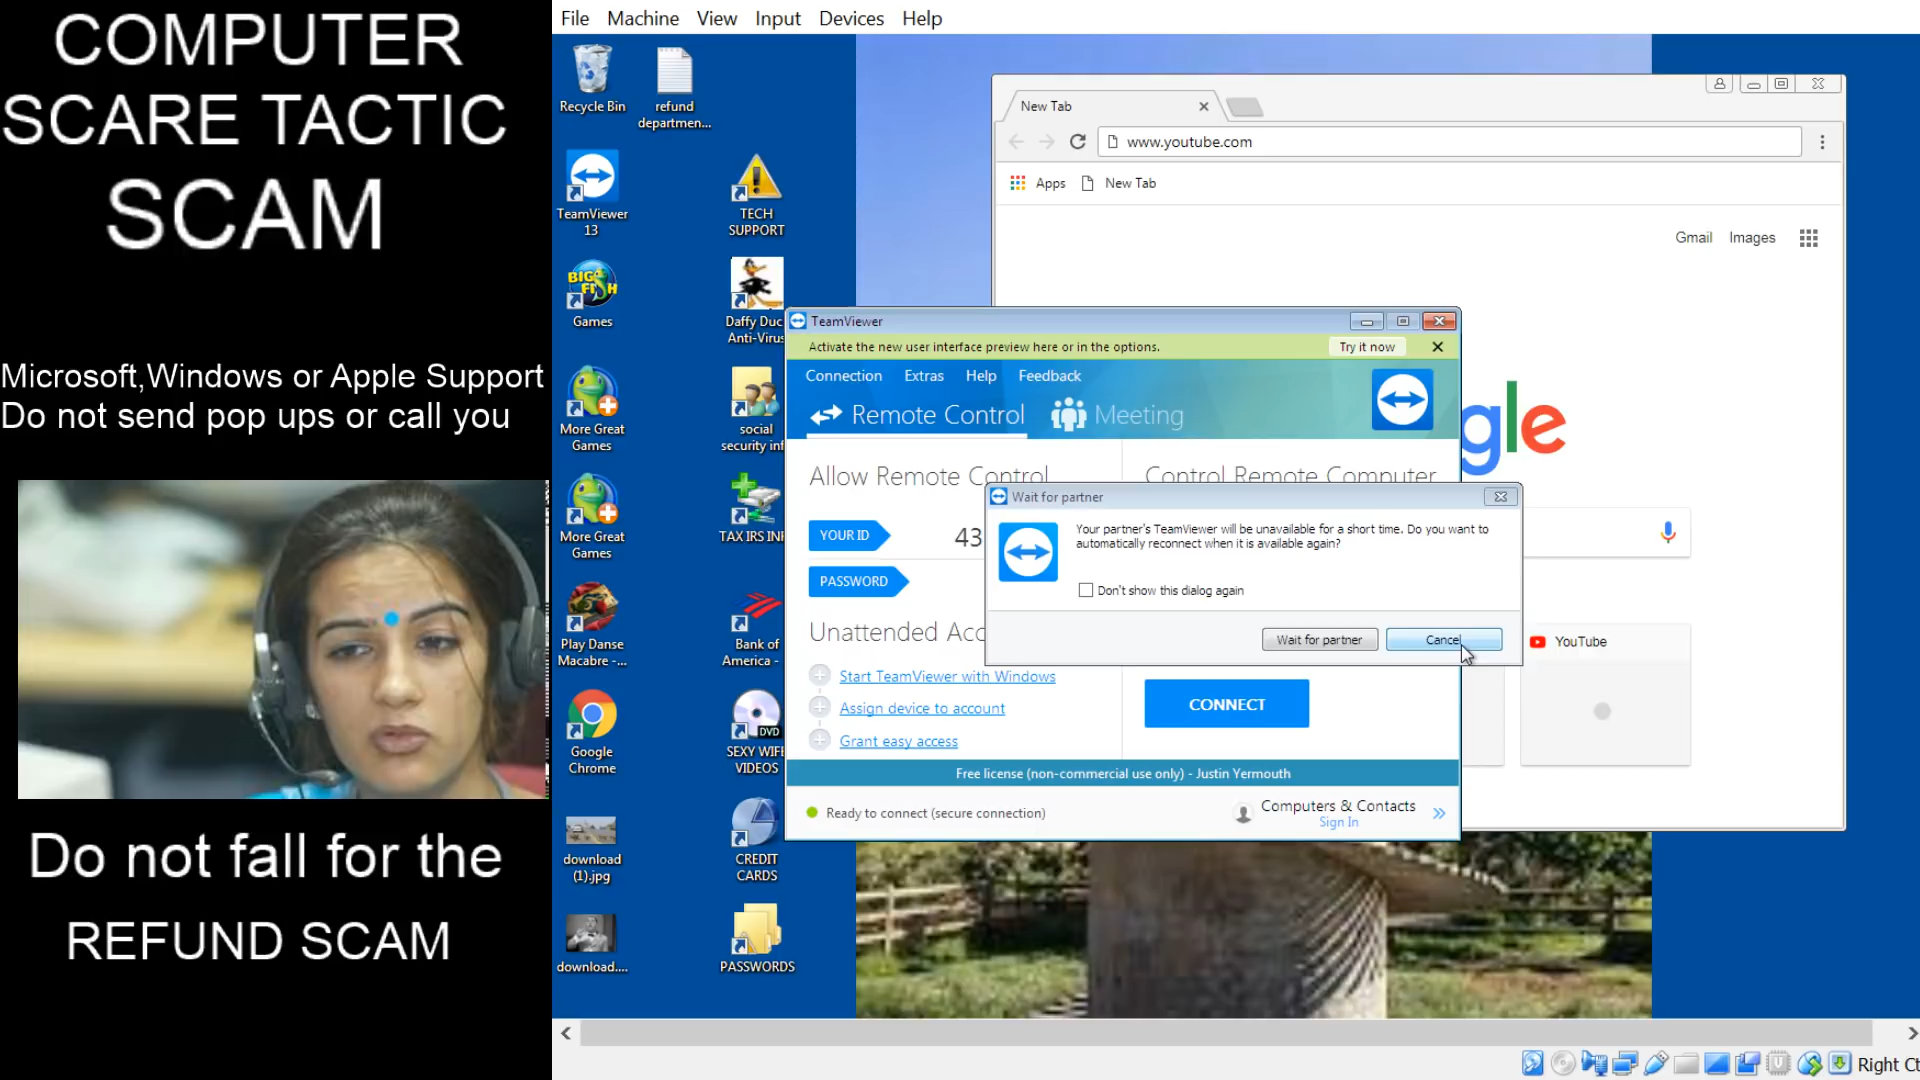 COMPUTER
SCARE TACTIC
SCAM
Microsoft,Windows or Apple Support
Do not send pop ups or call you
Do not fall for the
REFUND SCAM
File Machine View Input Devices Help
Recycle Bin
refund
departmen...
TeamViewer
13
TECH
SUPPORT
BIG
FISH
Games
Daffy Duc
Anti-Virus
More Great
Games
social
security inf
More Great
Games
TAX IRS INF
Play Danse
Macabre -...
Bank of
America -
Google
Chrome
DVD
SEXY WIFE
VIDEOS
download
(1).jpg
CREDIT
CARDS
download....
PASSWORDS
New Tab
www.youtube.com
Apps
New Tab
Gmail
Images
gle
YouTube
TeamViewer
Activate the new user interface preview here or in the options.
Try it now
Connection Extras Help Feedback
Remote Control
Meeting
Allow Remote Control
Control Remote Computer
YOUR ID
43
PASSWORD
Unattended Acc
Start TeamViewer with Windows
Assign device to account
Grant easy access
CONNECT
Free license (non-commercial use only) - Justin Yermouth
Ready to connect (secure connection)
Computers & Contacts
Sign In
Wait for partner
Your partner's TeamViewer will be unavailable for a short time. Do you want to
automatically reconnect when it is available again?
Don't show this dialog again
Wait for partner
Cancel
Right Ct